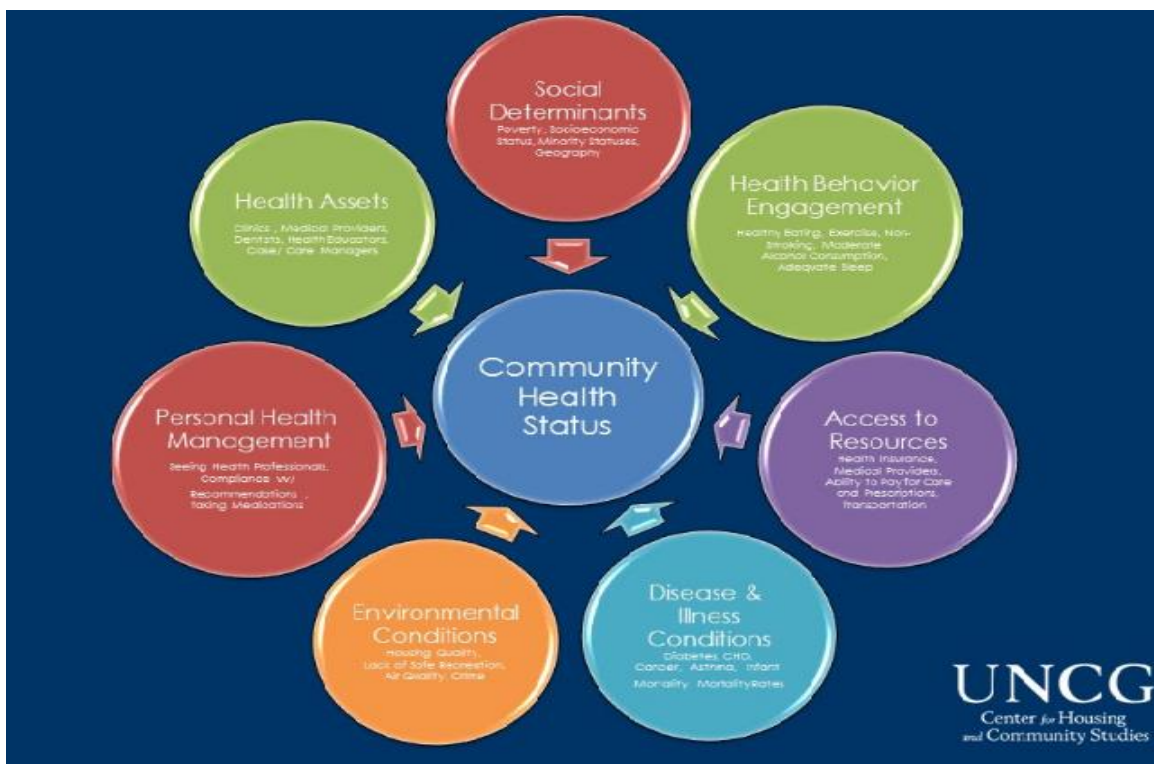 Social
Determinants
Poverty, Socioeconomic
Status, Minority Statuses,
Geography
Health Behavior
Engagement
Healthy Eating, Exercise, Non-
Smoking, Moderate
Alcohol Consumption,
Adequate Sleep
Access to
Resources
Health Insurance,
Medical Providers,
Ability to Pay for Care
and Prescriptions,
Transportation
Disease &
Illness
Conditions
Diabetes, CHD,
Cancer, Asthma, Infant
Mortality, Mortality Rates
Environmental
Conditions
Housing Quality,
Lack of Safe Recreation,
Air Quality, Crime
Personal Health
Management
Seeing Health Professionals,
Compliance w/
Recommendations,
Taking Medications
Health Assets
Clinics, Medical Providers,
Dentists, Health Educators,
Case/ Care Managers
Community
Health
Status
UNCG
Center for Housing
and Community Studies